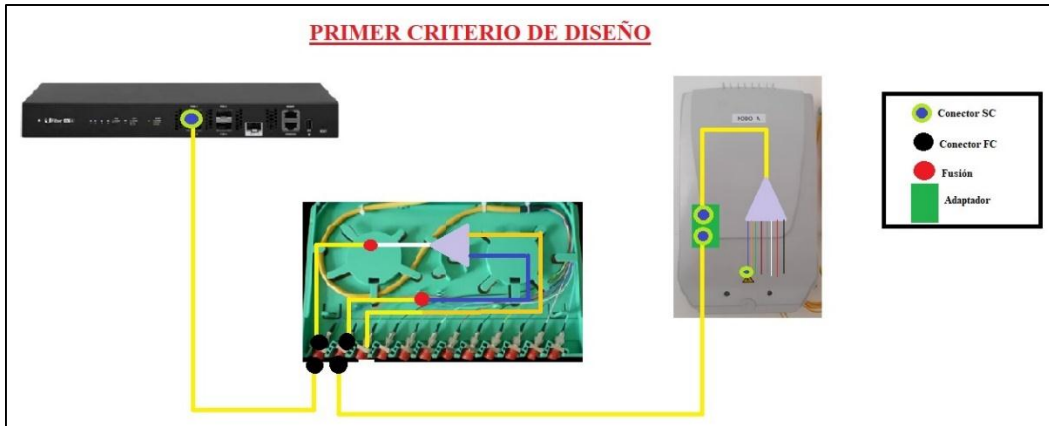 PRIMER CRITERIO DE DISEÑO
Conector SC
Conector FC
Fusión
Adaptador